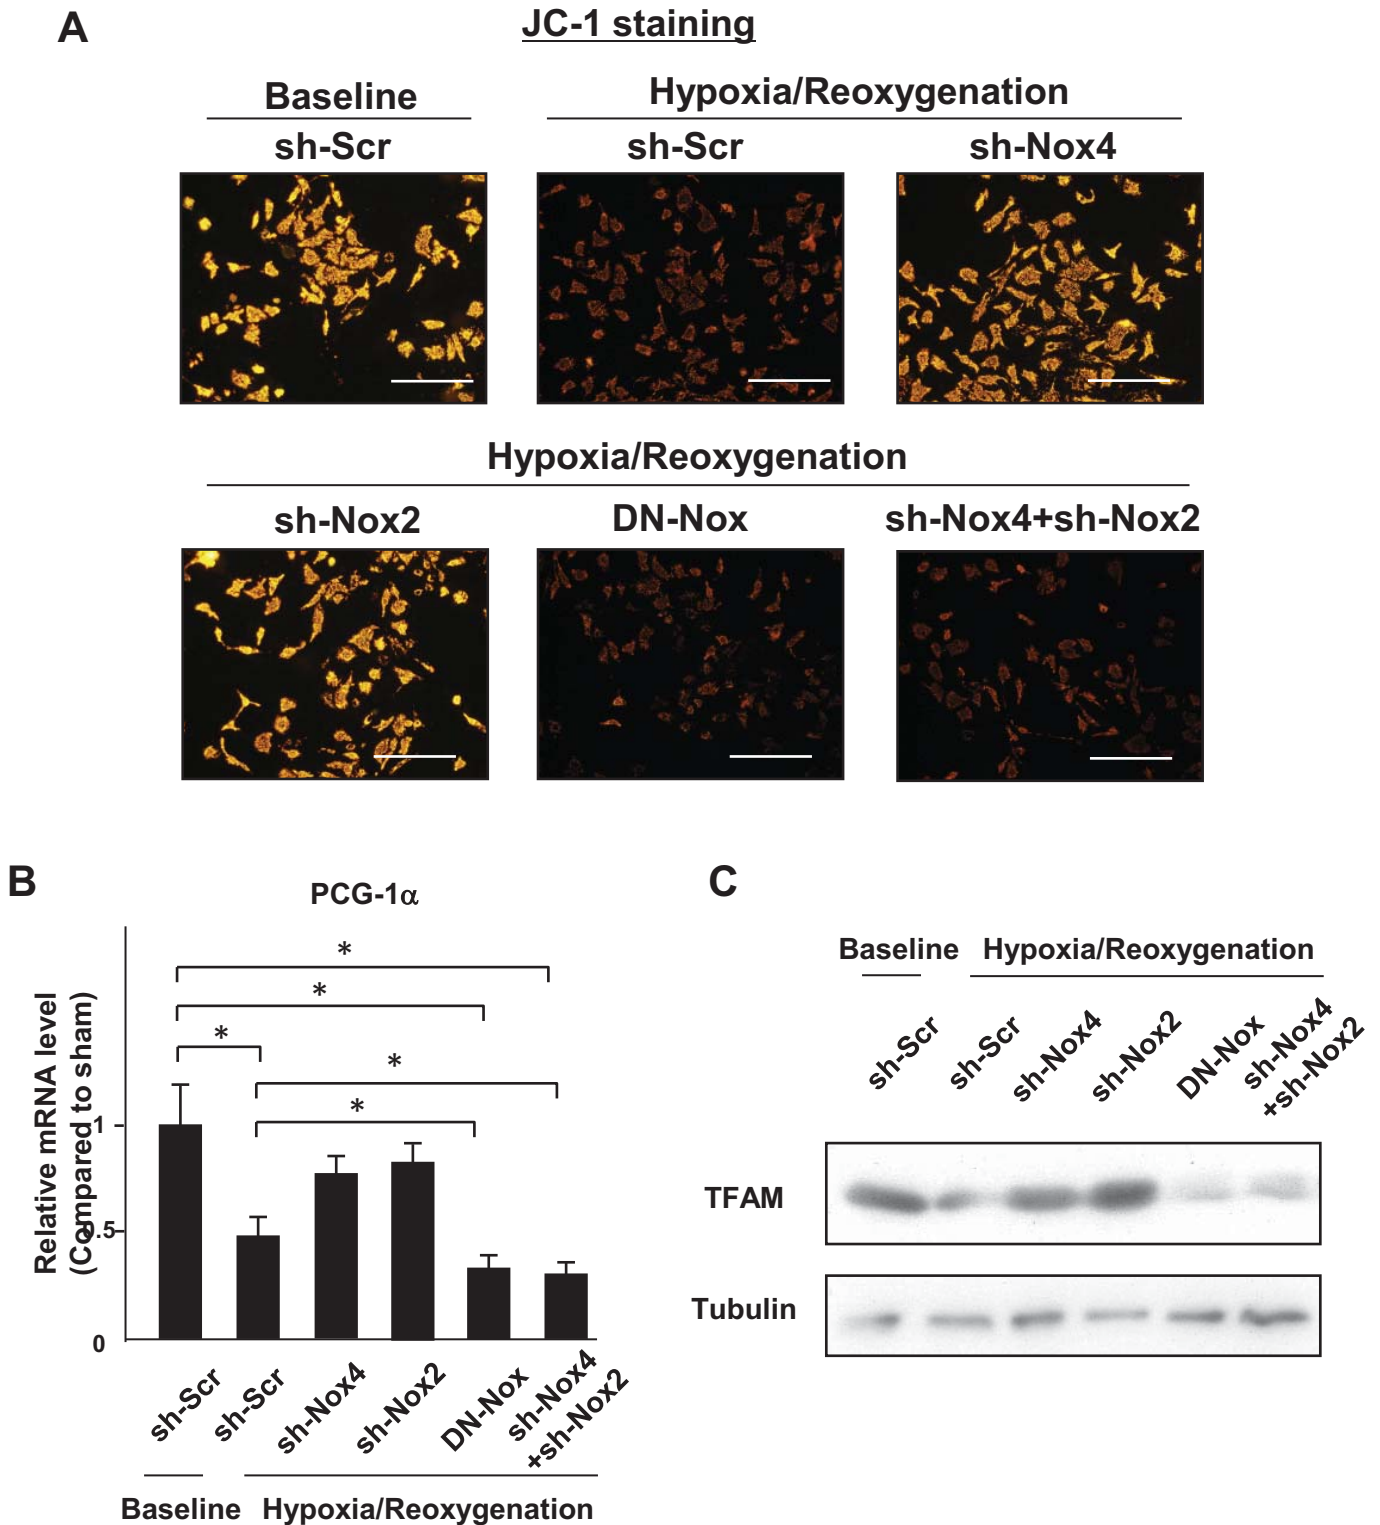 A
JC-1 staining
Baseline
Hypoxia/Reoxygenation
sh-Scr
sh-Scr
sh-Nox4
Hypoxia/Reoxygenation
sh-Nox2
DN-Nox
sh-Nox4+sh-Nox2
B
PCG-1α
Relative mRNA level
(Compared to sham)
*
*
*
*
*
1
0.5
0
sh-Scr
sh-Scr
sh-Nox4
sh-Nox2
DN-Nox
sh-Nox4
+sh-Nox2
Baseline
Hypoxia/Reoxygenation
C
Baseline
Hypoxia/Reoxygenation
sh-Scr
sh-Scr
sh-Nox4
sh-Nox2
DN-Nox
sh-Nox4
+sh-Nox2
TFAM
Tubulin